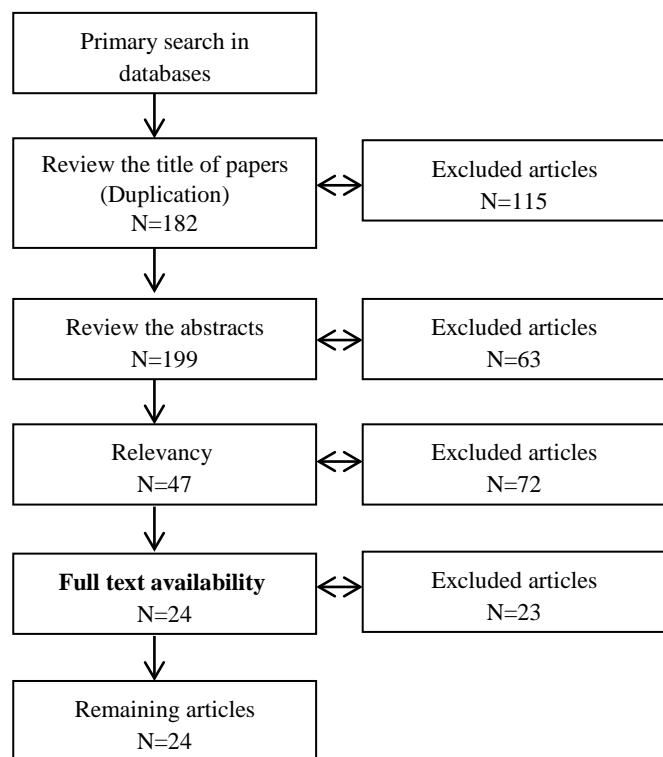 Primary search in
databases
Review the title of papers
(Duplication)
N=182
Excluded articles
N=115
Review the abstracts
N=199
Excluded articles
N=63
Relevancy
N=47
Excluded articles
N=72
Full text availability
N=24
Excluded articles
N=23
Remaining articles
N=24